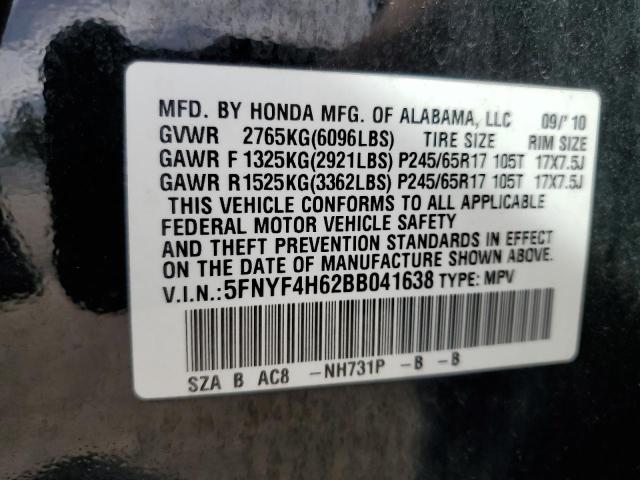 MFD. BY HONDA MFG. OF ALABAMA, LLC 09/'10
GVWR 2765KG(6096LBS) TIRE SIZE RIM SIZE
GAWR F 1325KG(2921LBS) P245/65R17 105T 17X7.5J
GAWR R 1525KG(3362LBS) P245/65R17 105T 17X7.5J
THIS VEHICLE CONFORMS TO ALL APPLICABLE
FEDERAL MOTOR VEHICLE SAFETY
AND THEFT PREVENTION STANDARDS IN EFFECT
ON THE DATE OF MANUFACTURE SHOWN ABOVE.
V.I.N.:5FNYF4H62BB041638 TYPE: MPV
SZA B AC8 -NH731P -B -B